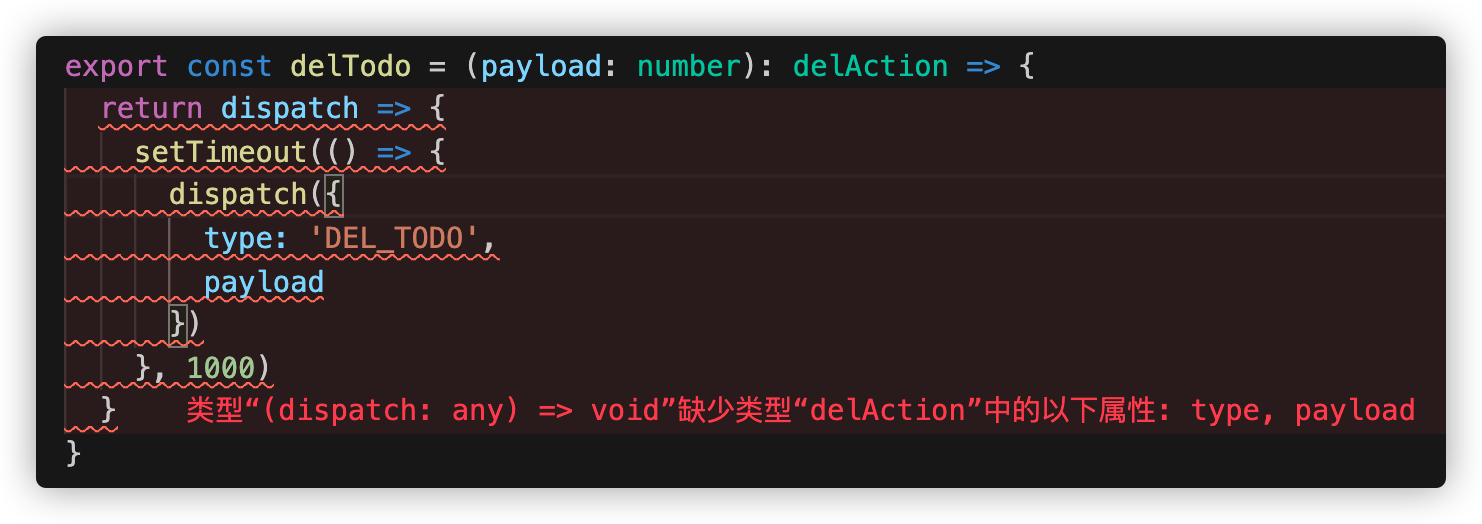 export const delTodo = (payload: number): delAction => {
  return dispatch => {
    setTimeout(() => {
      dispatch({
        type: 'DEL_TODO',
        payload
      })
    }, 1000)
  }    类型“(dispatch: any) => void”缺少类型“delAction”中的以下属性: type, payload
}